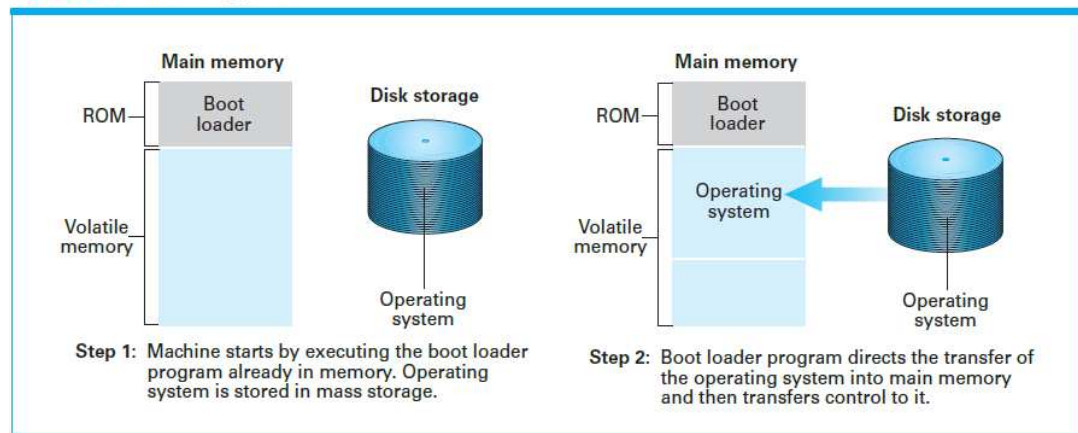 Main memory
ROM
Boot
loader
Volatile
memory
Disk storage
Operating
system
Step 1: Machine starts by executing the boot loader
program already in memory. Operating
system is stored in mass storage.
Main memory
ROM
Boot
loader
Operating
system
Volatile
memory
Disk storage
Operating
system
Step 2: Boot loader program directs the transfer of
the operating system into main memory
and then transfers control to it.